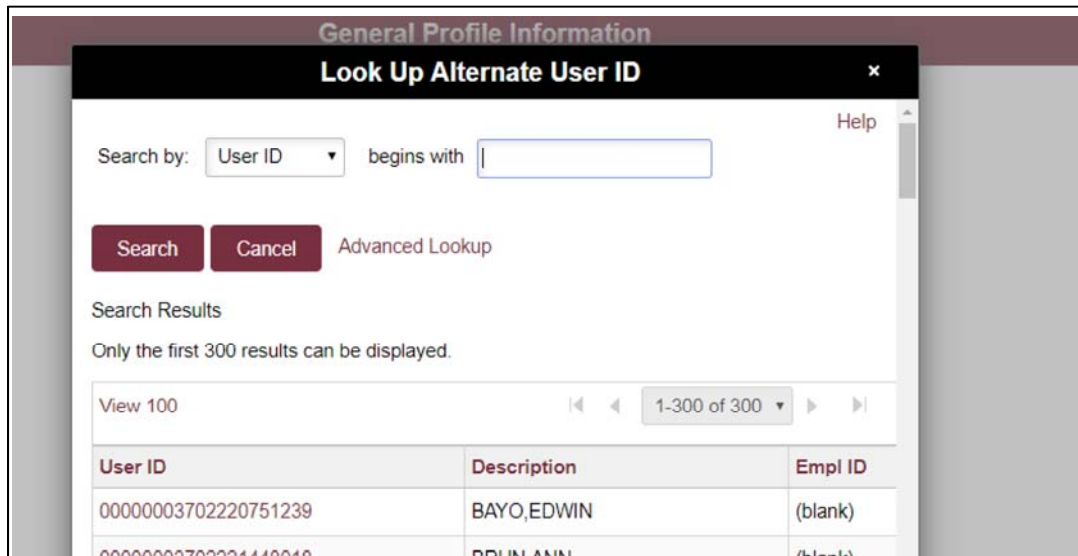 General Profile Information
Look Up Alternate User ID ×
Help
Search by: User ID begins with
Search Cancel Advanced Lookup
Search Results
Only the first 300 results can be displayed.
View 100 1-300 of 300
User ID Description Empl ID
00000003702220751239 BAYO,EDWIN (blank)